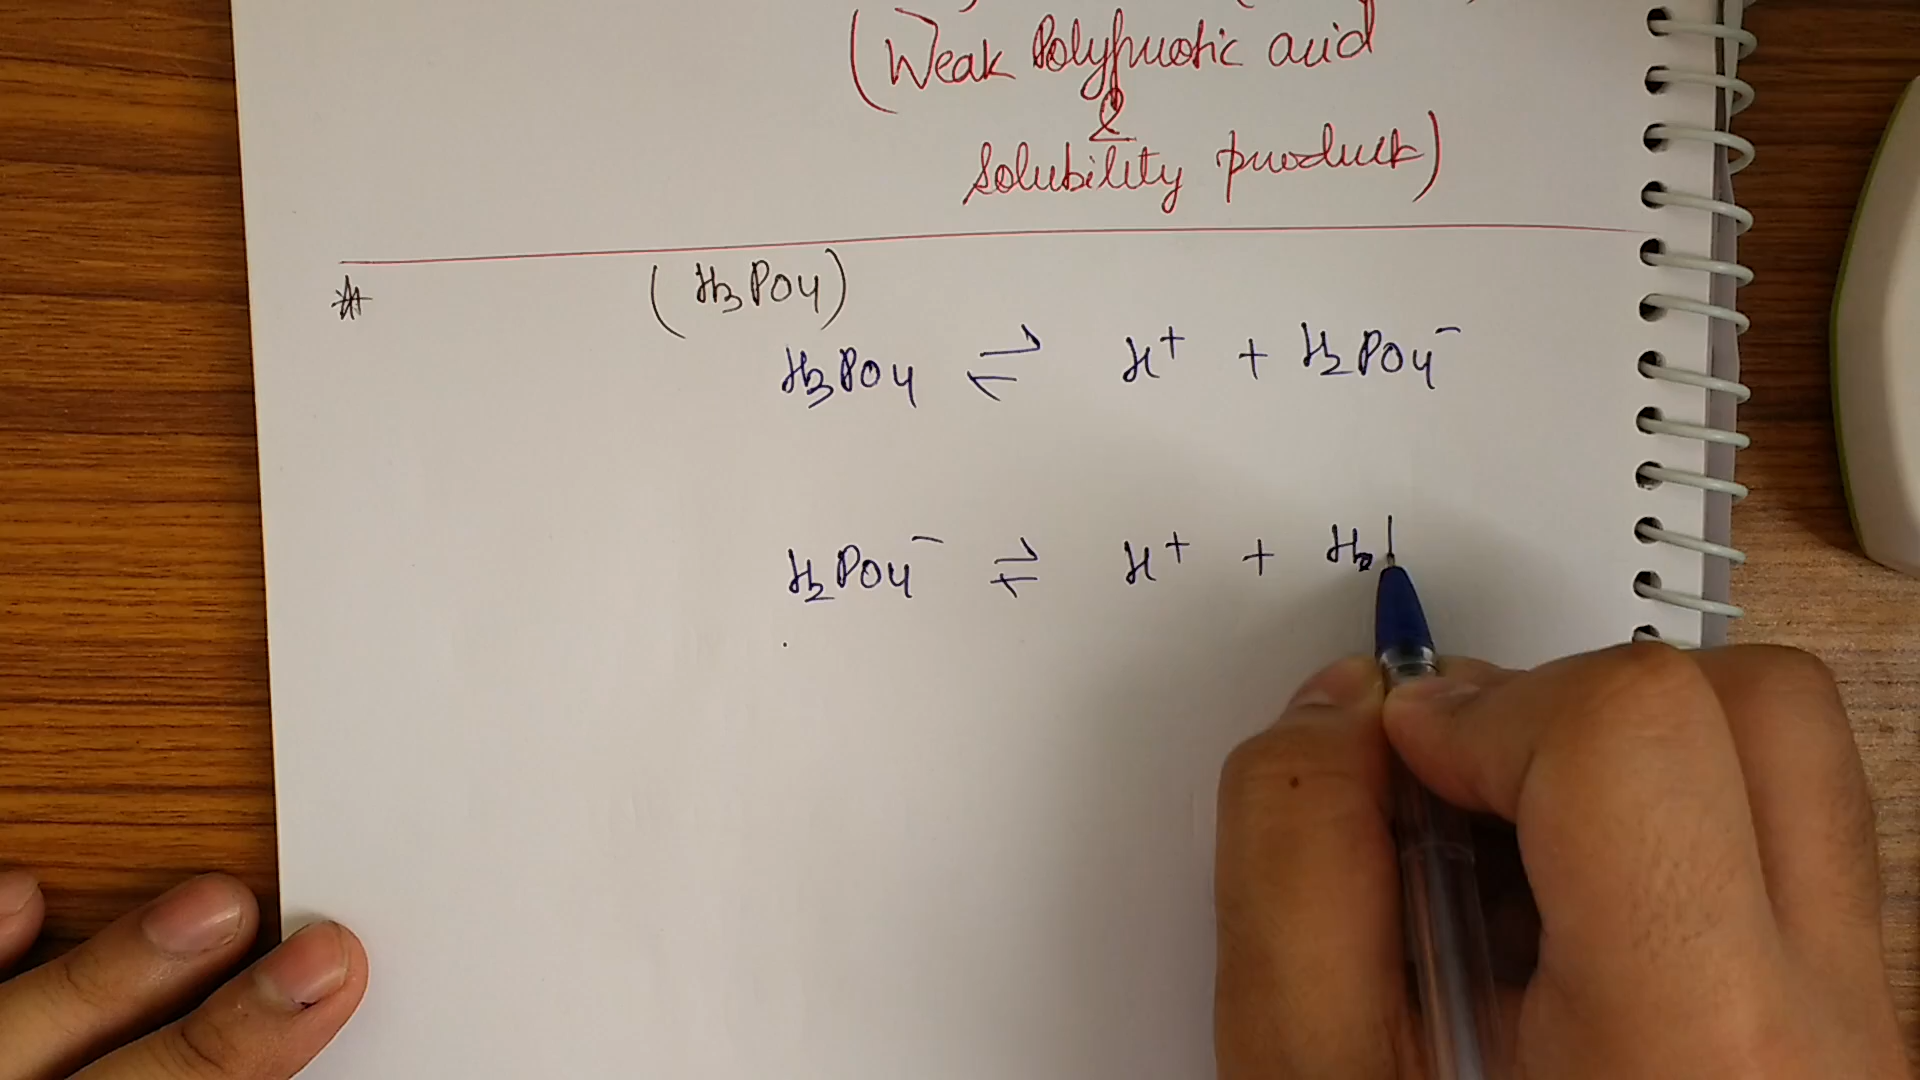 (Weak Polyprotic acid
&
Solubility product)
* (H3PO4)
H3PO4 ⇌ H+ + H2PO4-
H2PO4- ⇌ H+ + H